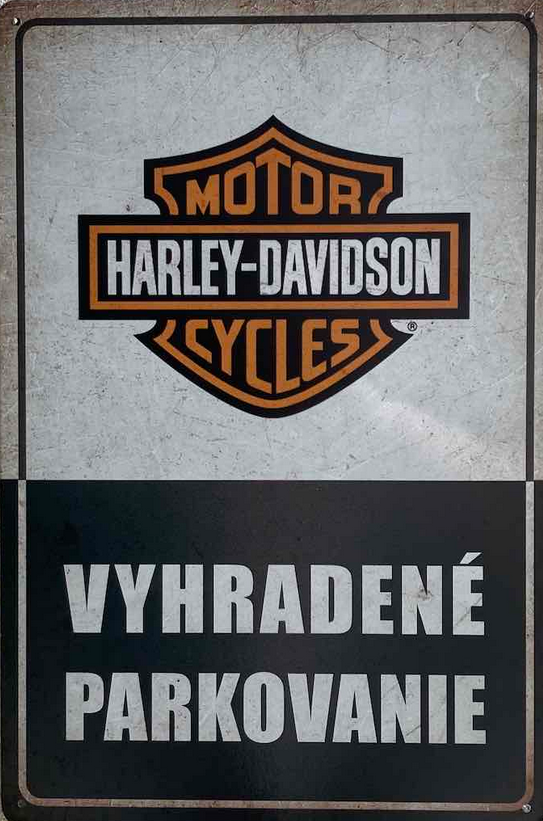 MOTOR
HARLEY-DAVIDSON
CYCLES
®
VYHRADENÉ
PARKOVANIE